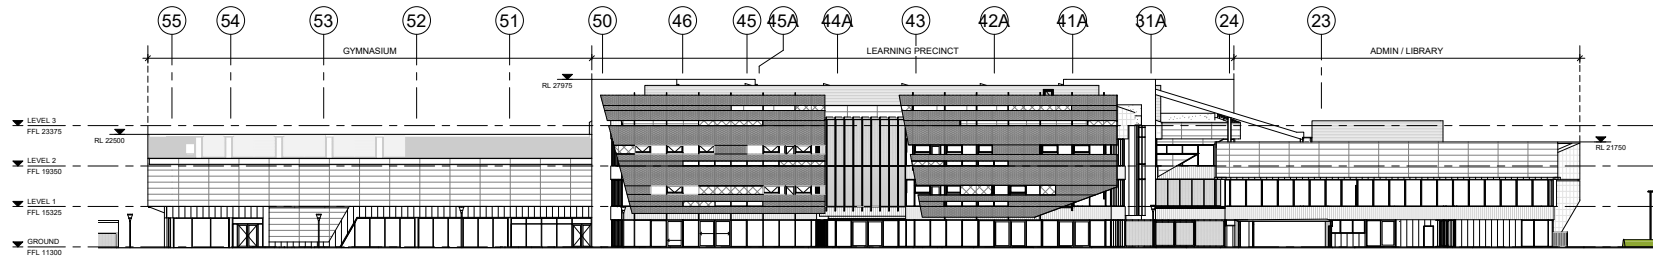 55 54 53 52 51 50 46 45 45A 44A 43 42A 41A 31A 24 23
GYMNASIUM LEARNING PRECINCT ADMIN / LIBRARY
RL 27975
LEVEL 3
FFL 23375
RL 22500
RL 21750
LEVEL 2
FFL 19350
LEVEL 1
FFL 15325
GROUND
FFL 11300